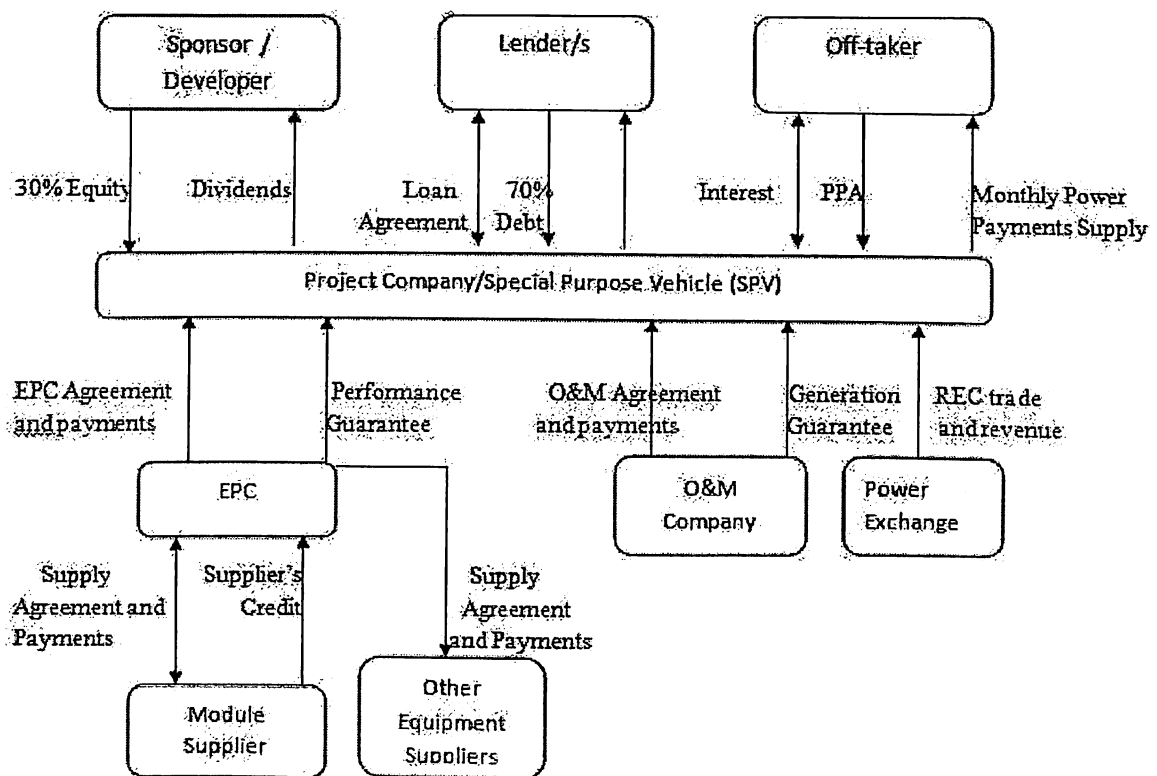 Sponsor /
Developer
Lender/s
Off-taker
30% Equity
Dividends
Loan
Agreement
70%
Debt
Interest
PPA
Monthly Power
Payments Supply
Project Company/Special Purpose Vehicle (SPV)
EPC Agreement
and payments
Performance
Guarantee
O&M Agreement
and payments
Generation
Guarantee
REC trade
and revenue
EPC
O&M
Company
Power
Exchange
Supply
Agreement and
Payments
Supplier's
Credit
Supply
Agreement
and Payments
Module
Supplier
Other
Equipment
Suppliers